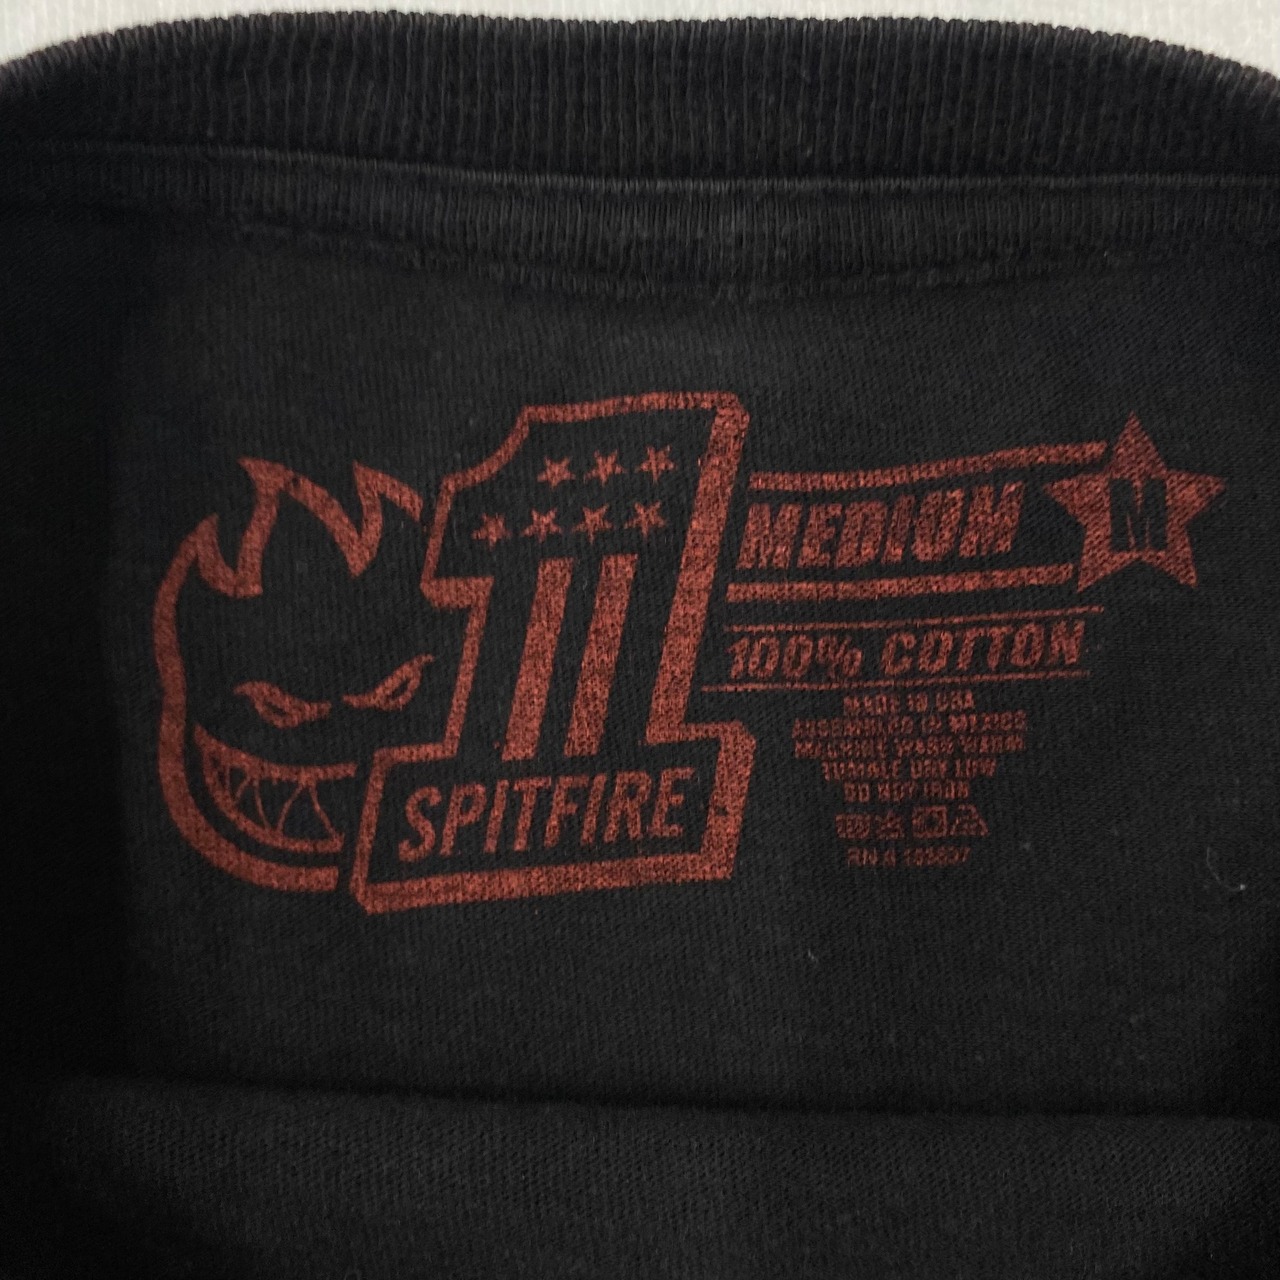 SPITFIRE
MEDIUM
M
100% COTTON
MADE IN USA
ASSEMBLED IN MEXICO
MACHINE WASH WARM
TUMBLE DRY LOW
DO NOT IRON
RN #